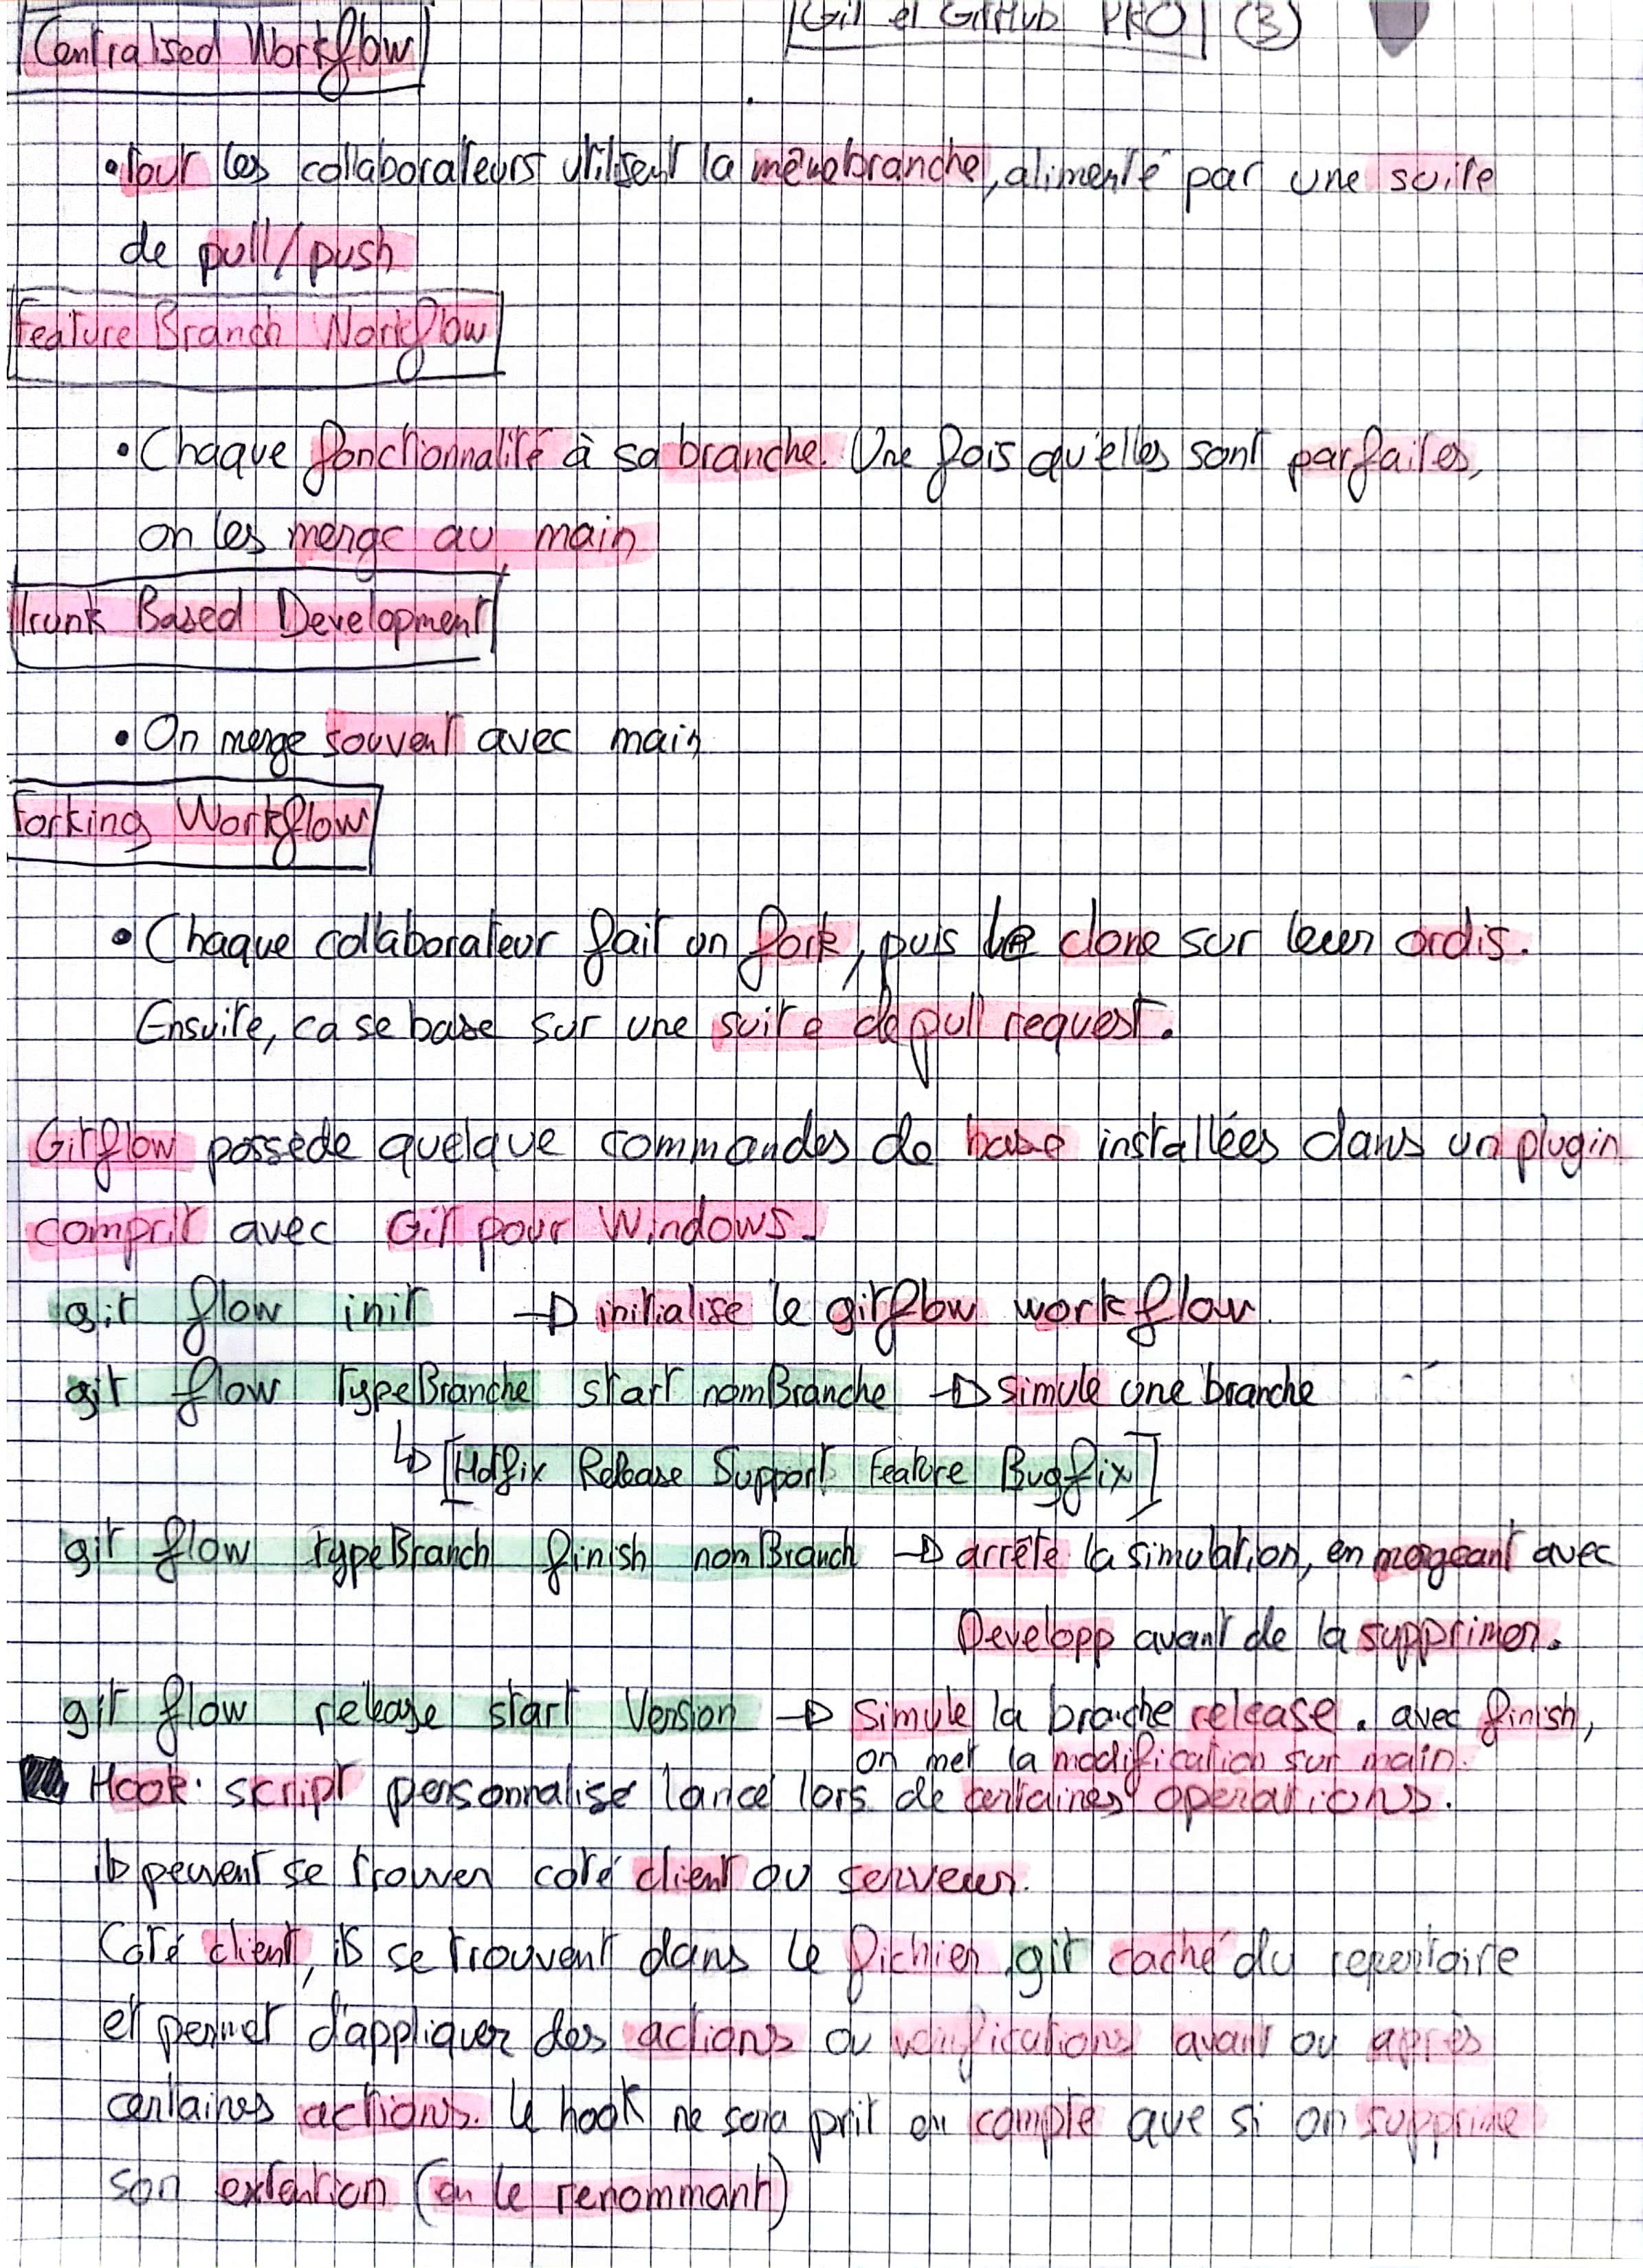 Git et GitHub PRO (3)
Centralised Workflow
•Tout les collaborateurs utilisent la même branche, alimenté par une suite
de pull/push
Feature Branch Workflow
•Chaque fonctionnalité à sa branche. Une fois qu'elles sont parfaites,
on les merge au main
Trunk Based Development
•On merge souvent avec main
Forking Workflow
•Chaque collaborateur fait un fork, puis le clone sur leur ordis.
Ensuite, ca se base sur une suite de pull request.
Gitflow possède quelque commandes de base installées dans un plugin
comprit avec Git pour Windows.
git flow init → initialise le gitflow workflow.
git flow typeBranche start nomBranche → simule une branche
↳ [Hotfix Release Support Feature Bugfix]
git flow typeBranch finish nomBranch → arrête la simulation, en mergeant avec
Developp avant de la supprimer.
git flow release start Version → Simule la branche release. avec finish,
on met la modification sur main.
Hook: script personnalisé lancé lors de certaines operations.
ils peuvent se trouver coté client ou serveur.
Coté client, ils se trouvent dans le fichier .git caché du repertoire
et permet d'appliquer des actions ou vérifications avant ou après
certaines actions. Le hook ne sera prit en compte que si on supprime
son extention (en le renommant)